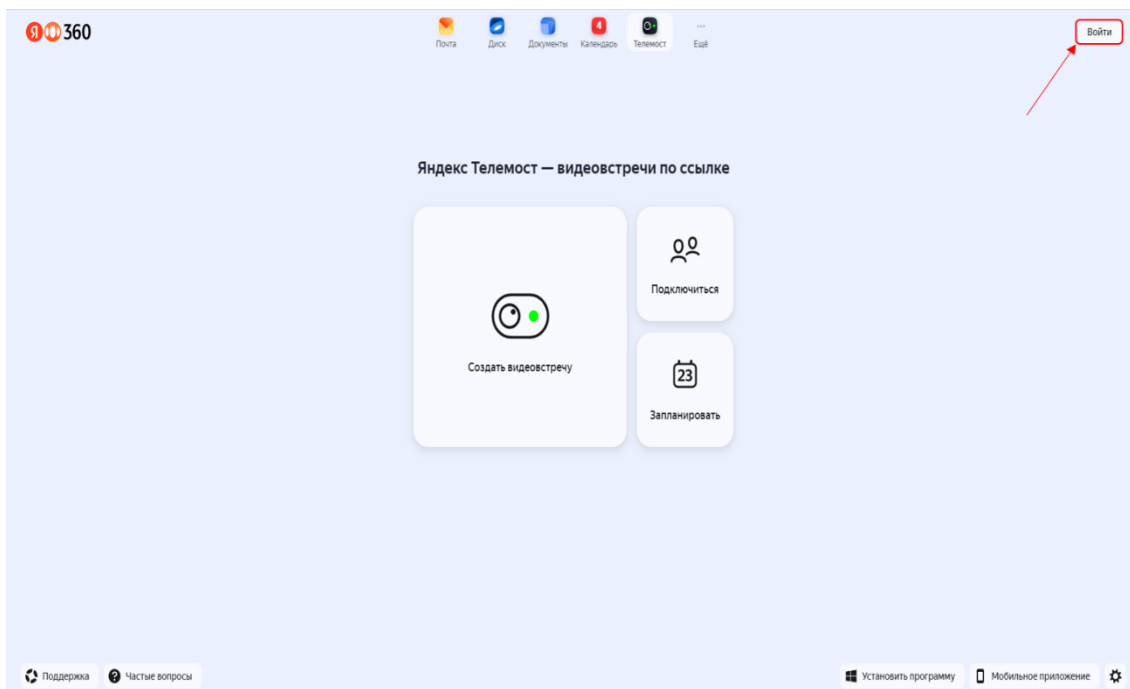 Я 360
4
Почта Диск Документы Календарь Телемост Ещё
Войти
Яндекс Телемост — видеовстречи по ссылке
Создать видеовстречу
Подключиться
23
Запланировать
Поддержка
? Частые вопросы
Установить программу
Мобильное приложение